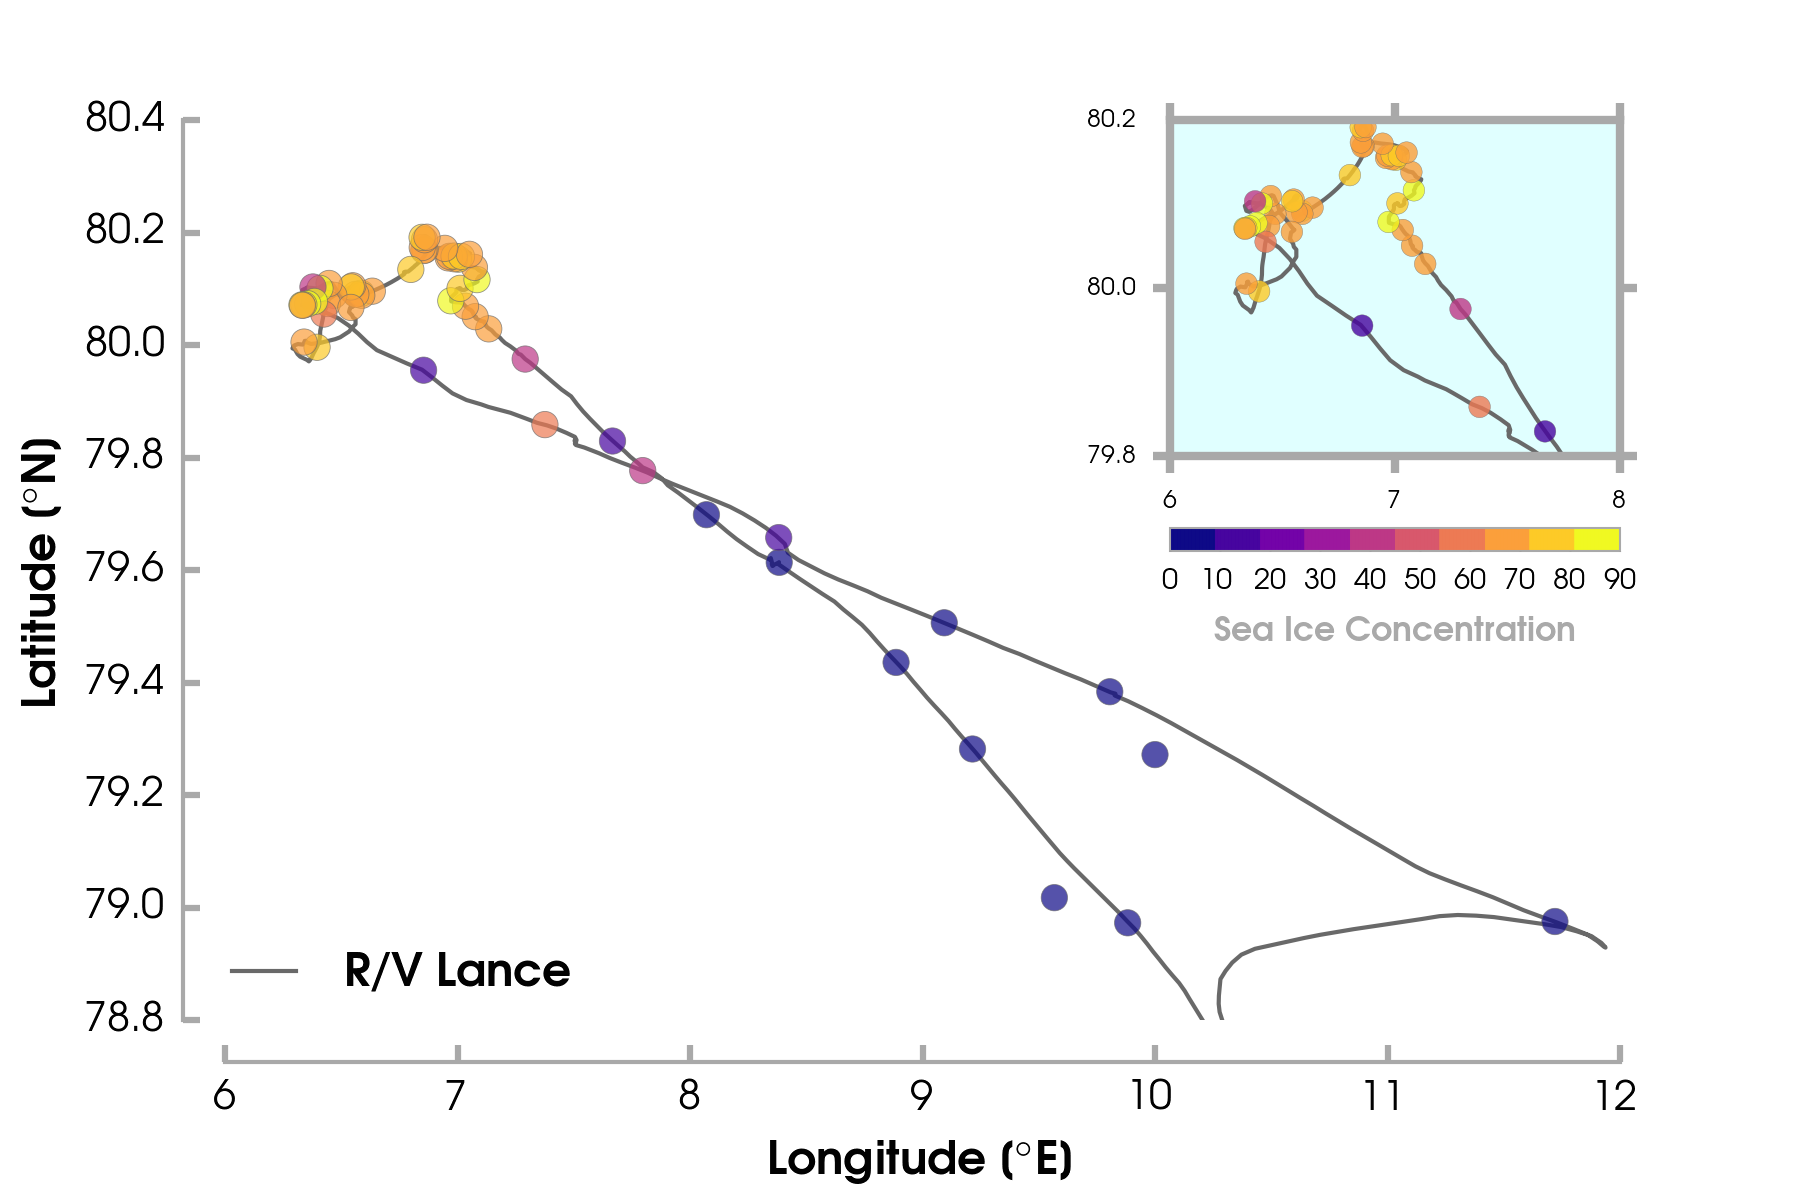 80.4
80.2
80.0
79.8
79.6
79.4
79.2
79.0
78.8
Latitude (°N)
6 7 8 9 10 11 12
Longitude (°E)
R/V Lance
80.2
80.0
79.8
6 7 8
0 10 20 30 40 50 60 70 80 90
Sea Ice Concentration